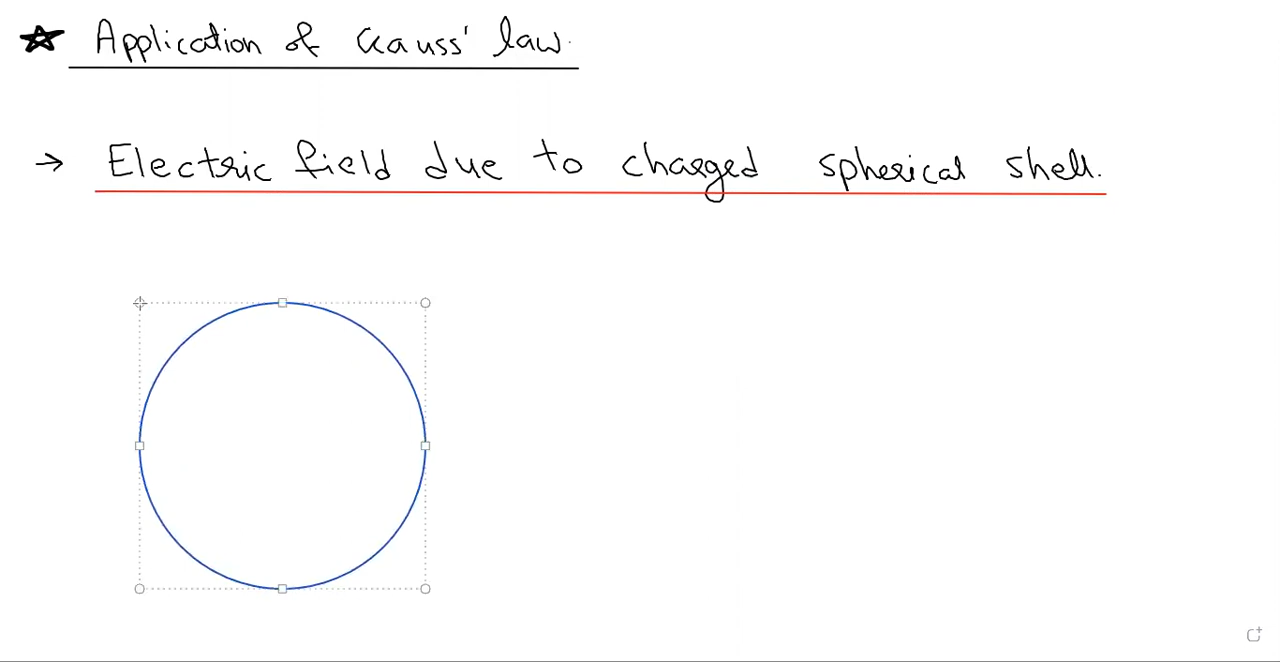 ★ Application of Gauss' law.
→ Electric field due to charged spherical shell.